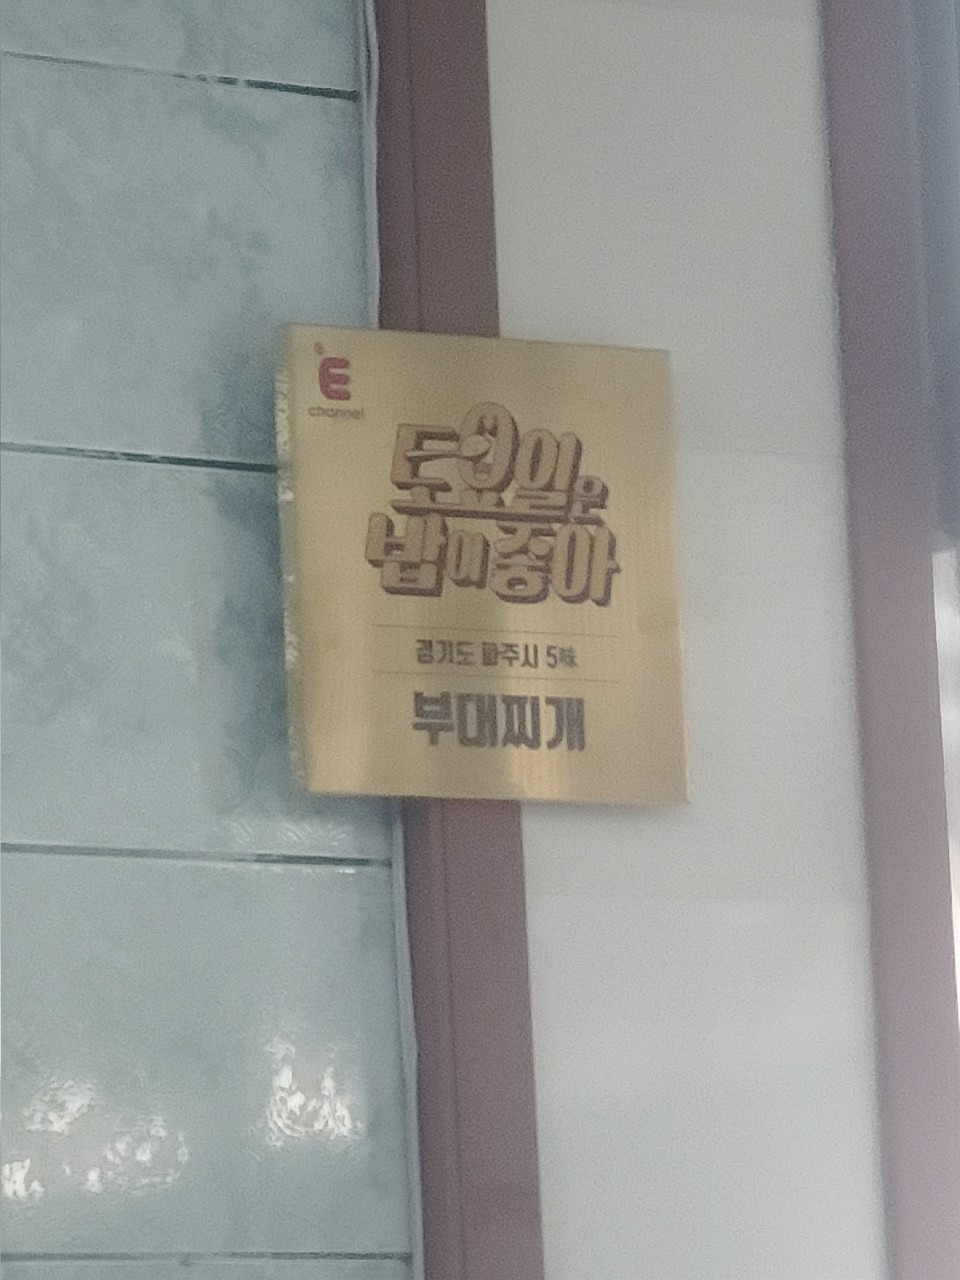 E
channel
토요일은
밥이 좋아
경기도 파주시 5味
부대찌개